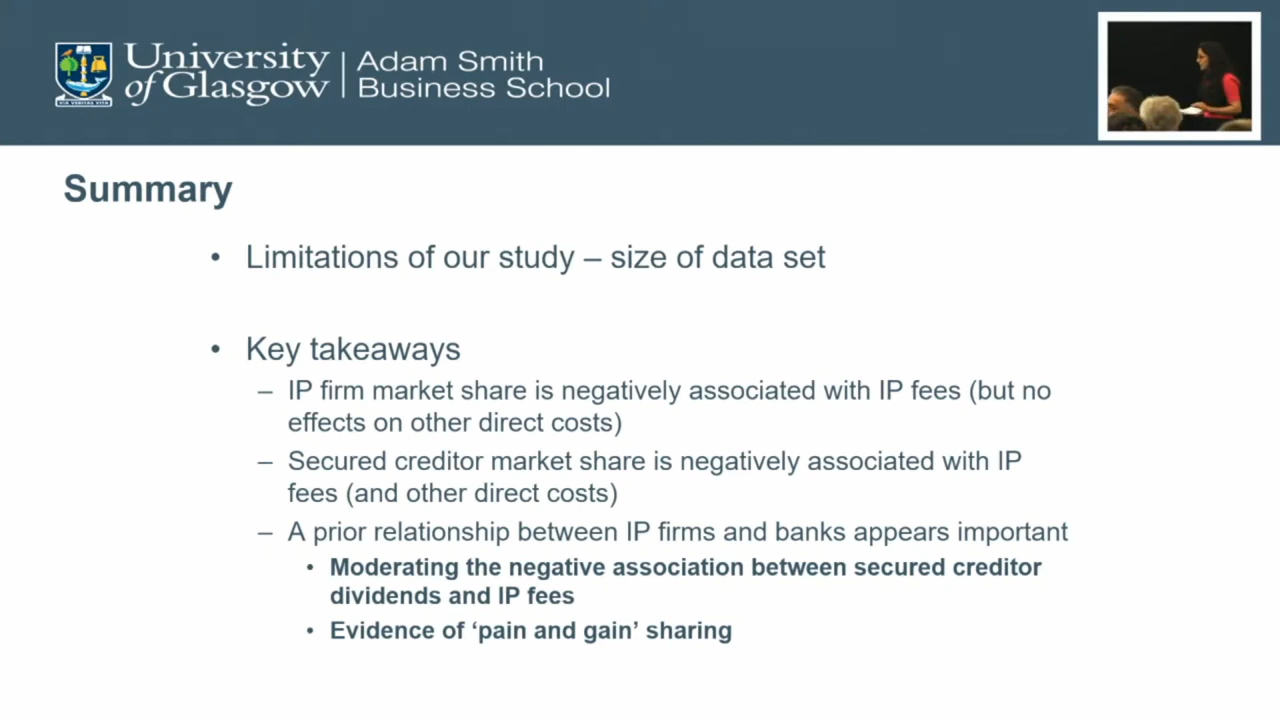 University
of Glasgow
Adam Smith
Business School
VIA VERITAS VITA
Summary
• Limitations of our study – size of data set
• Key takeaways
– IP firm market share is negatively associated with IP fees (but no
effects on other direct costs)
– Secured creditor market share is negatively associated with IP
fees (and other direct costs)
– A prior relationship between IP firms and banks appears important
• Moderating the negative association between secured creditor
dividends and IP fees
• Evidence of ‘pain and gain’ sharing